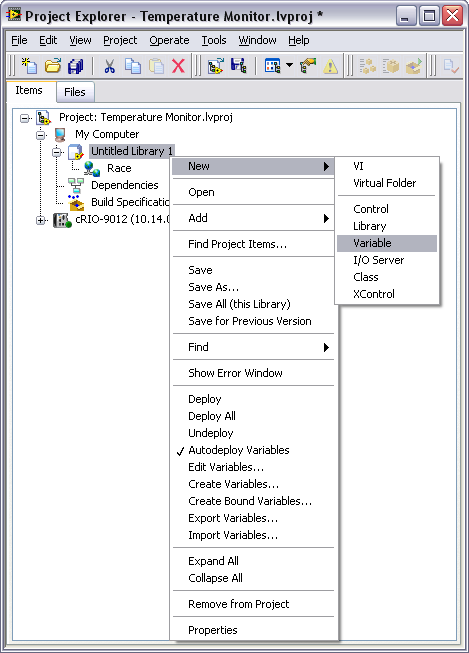 Project Explorer - Temperature Monitor.lvproj *
File Edit View Project Operate Tools Window Help
Items Files
Project: Temperature Monitor.lvproj
My Computer
Untitled Library 1
Race
Dependencies
Build Specificatio
cRIO-9012 (10.14.0
New
Open
Add
Find Project Items...
Save
Save As...
Save All (this Library)
Save for Previous Version
Find
Show Error Window
Deploy
Deploy All
Undeploy
Autodeploy Variables
Edit Variables...
Create Variables...
Create Bound Variables...
Export Variables...
Import Variables...
Expand All
Collapse All
Remove from Project
Properties
VI
Virtual Folder
Control
Library
Variable
I/O Server
Class
XControl